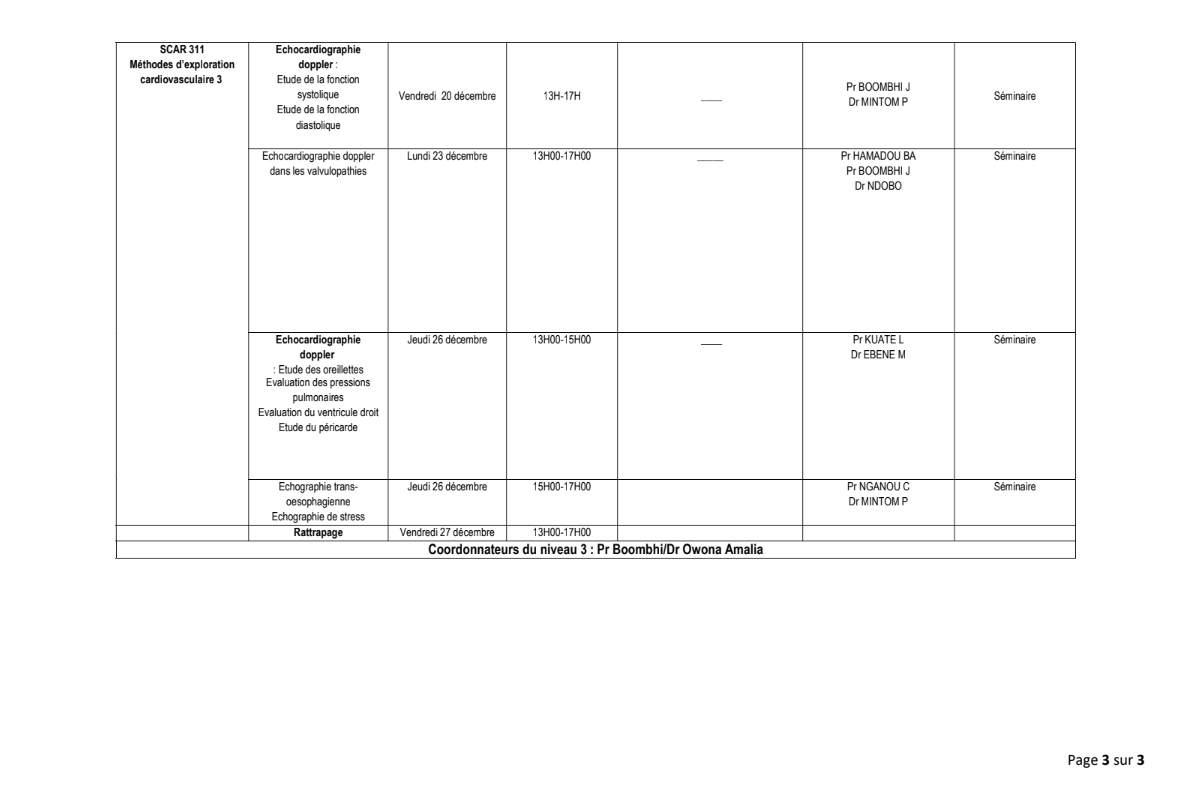 SCAR 311
Méthodes d'exploration
cardiovasculaire 3
Echocardiographie
doppler :
Etude de la fonction
systolique
Etude de la fonction
diastolique
Vendredi 20 décembre
13H-17H
____
Pr BOOMBHI J
Dr MINTOM P
Séminaire
Echocardiographie doppler
dans les valvulopathies
Lundi 23 décembre
13H00-17H00
_____
Pr HAMADOU BA
Pr BOOMBHI J
Dr NDOBO
Séminaire
Echocardiographie
doppler
: Etude des oreillettes
Evaluation des pressions
pulmonaires
Evaluation du ventricule droit
Etude du péricarde
Jeudi 26 décembre
13H00-15H00
____
Pr KUATE L
Dr EBENE M
Séminaire
Echographie trans-
oesophagienne
Echographie de stress
Jeudi 26 décembre
15H00-17H00
Pr NGANOU C
Dr MINTOM P
Séminaire
Rattrapage
Vendredi 27 décembre
13H00-17H00
Coordonnateurs du niveau 3 : Pr Boombhi/Dr Owona Amalia
Page 3 sur 3